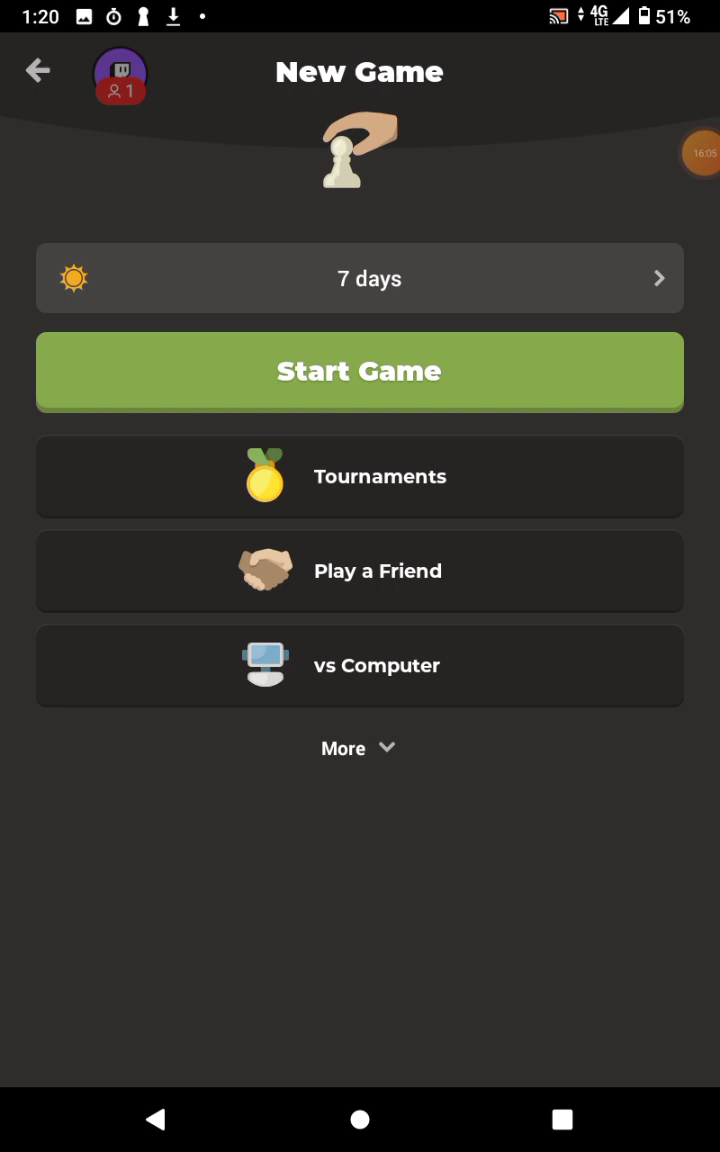 1:20
4G
LTE
51%
1
New Game
16:05
7 days
Start Game
Tournaments
Play a Friend
vs Computer
More